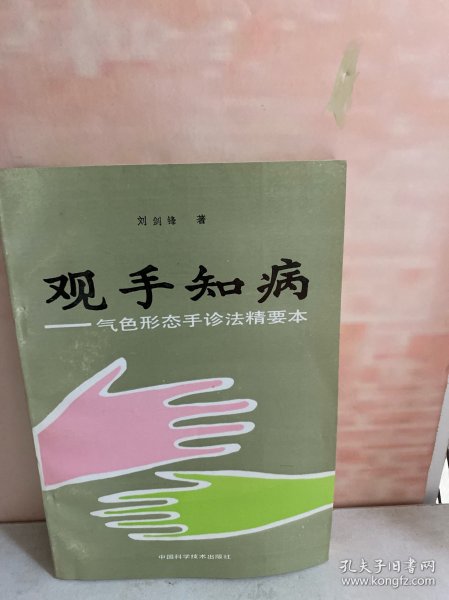 刘剑锋 著
观手知病
——气色形态手诊法精要本
中国科学技术出版社
孔夫子旧书网
www.kongfz.com